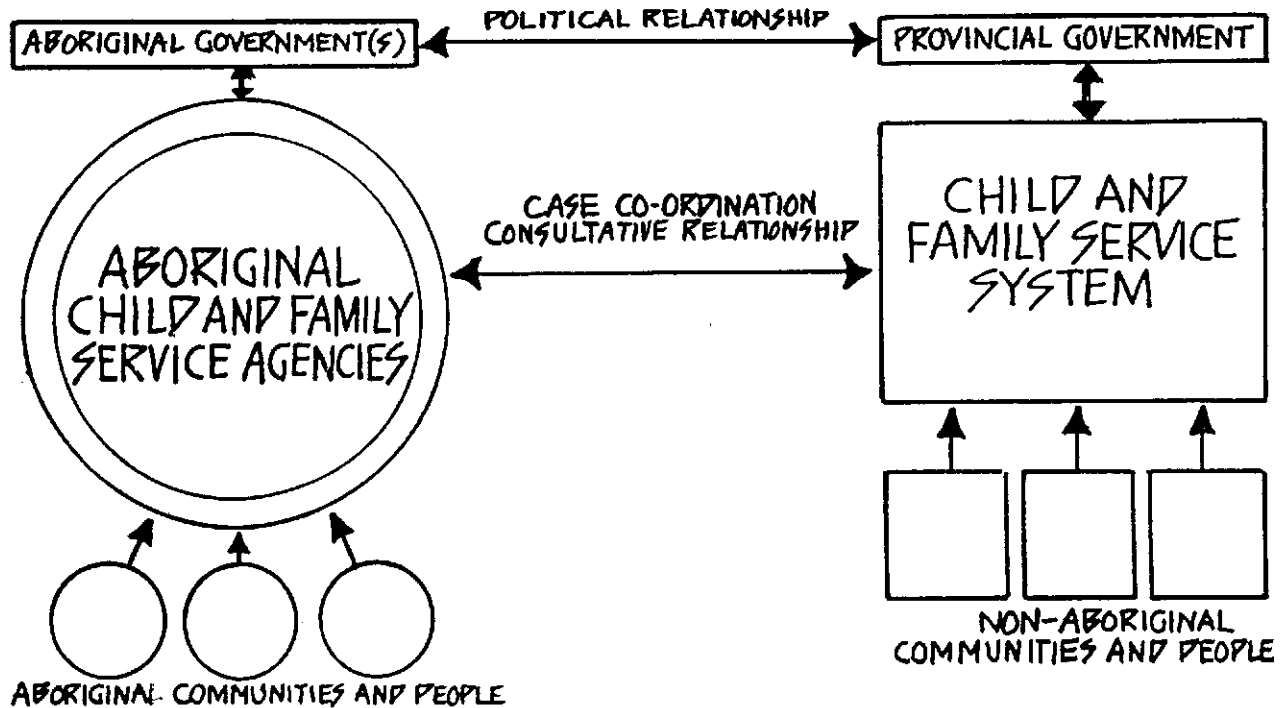 ABORIGINAL GOVERNMENT(S)
POLITICAL RELATIONSHIP
PROVINCIAL GOVERNMENT
CASE CO-ORDINATION
CONSULTATIVE RELATIONSHIP
ABORIGINAL
CHILD AND FAMILY
SERVICE AGENCIES
CHILD AND
FAMILY SERVICE
SYSTEM
ABORIGINAL COMMUNITIES AND PEOPLE
NON-ABORIGINAL
COMMUNITIES AND PEOPLE